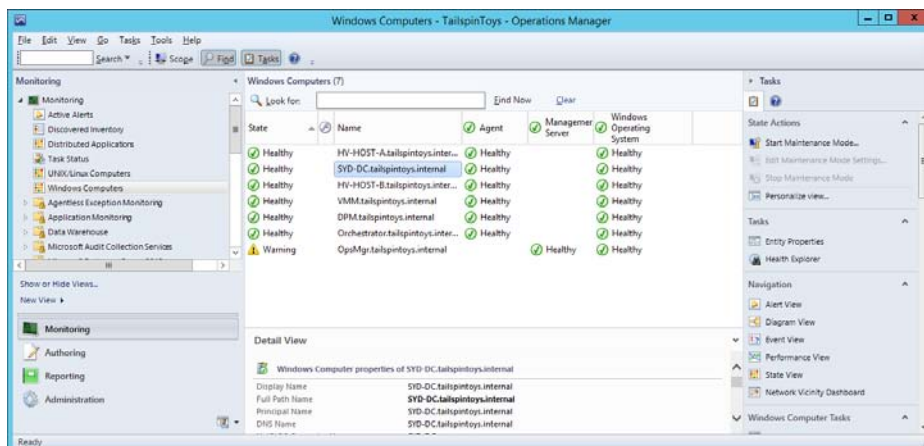 Windows Computers - TailspinToys - Operations Manager
File Edit View Go Tasks Tools Help
Search Scope Find Tasks
Monitoring
Monitoring
Active Alerts
Discovered Inventory
Distributed Applications
Task Status
UNIX/Linux Computers
Windows Computers
Agentless Exception Monitoring
Application Monitoring
Data Warehouse
Microsoft Audit Collection Services
Show or Hide Views...
New View
Monitoring
Authoring
Reporting
Administration
Windows Computers (7)
Look for: Find Now Clear
State Name Agent Managemer Server Windows Operating System
Healthy HV-HOST-A.tailspintoys.inter... Healthy Healthy
Healthy SYD-DC.tailspintoys.internal Healthy Healthy
Healthy HV-HOST-B.tailspintoys.inter... Healthy Healthy
Healthy VMM.tailspintoys.internal Healthy Healthy
Healthy DPM.tailspintoys.internal Healthy Healthy
Healthy Orchestrator.tailspintoys.inter... Healthy Healthy
Warning OpsMgr.tailspintoys.internal Healthy Healthy
Detail View
Windows Computer properties of SYD-DC.tailspintoys.internal
Display Name SYD-DC.tailspintoys.internal
Full Path Name SYD-DC.tailspintoys.internal
Principal Name SYD-DC.tailspintoys.internal
DNS Name SYD-DC.tailspintoys.internal
Tasks
State Actions
Start Maintenance Mode...
Edit Maintenance Mode Settings...
Stop Maintenance Mode
Personalize view...
Tasks
Entity Properties
Health Explorer
Navigation
Alert View
Diagram View
Event View
Performance View
State View
Network Vicinity Dashboard
Windows Computer Tasks
Ready